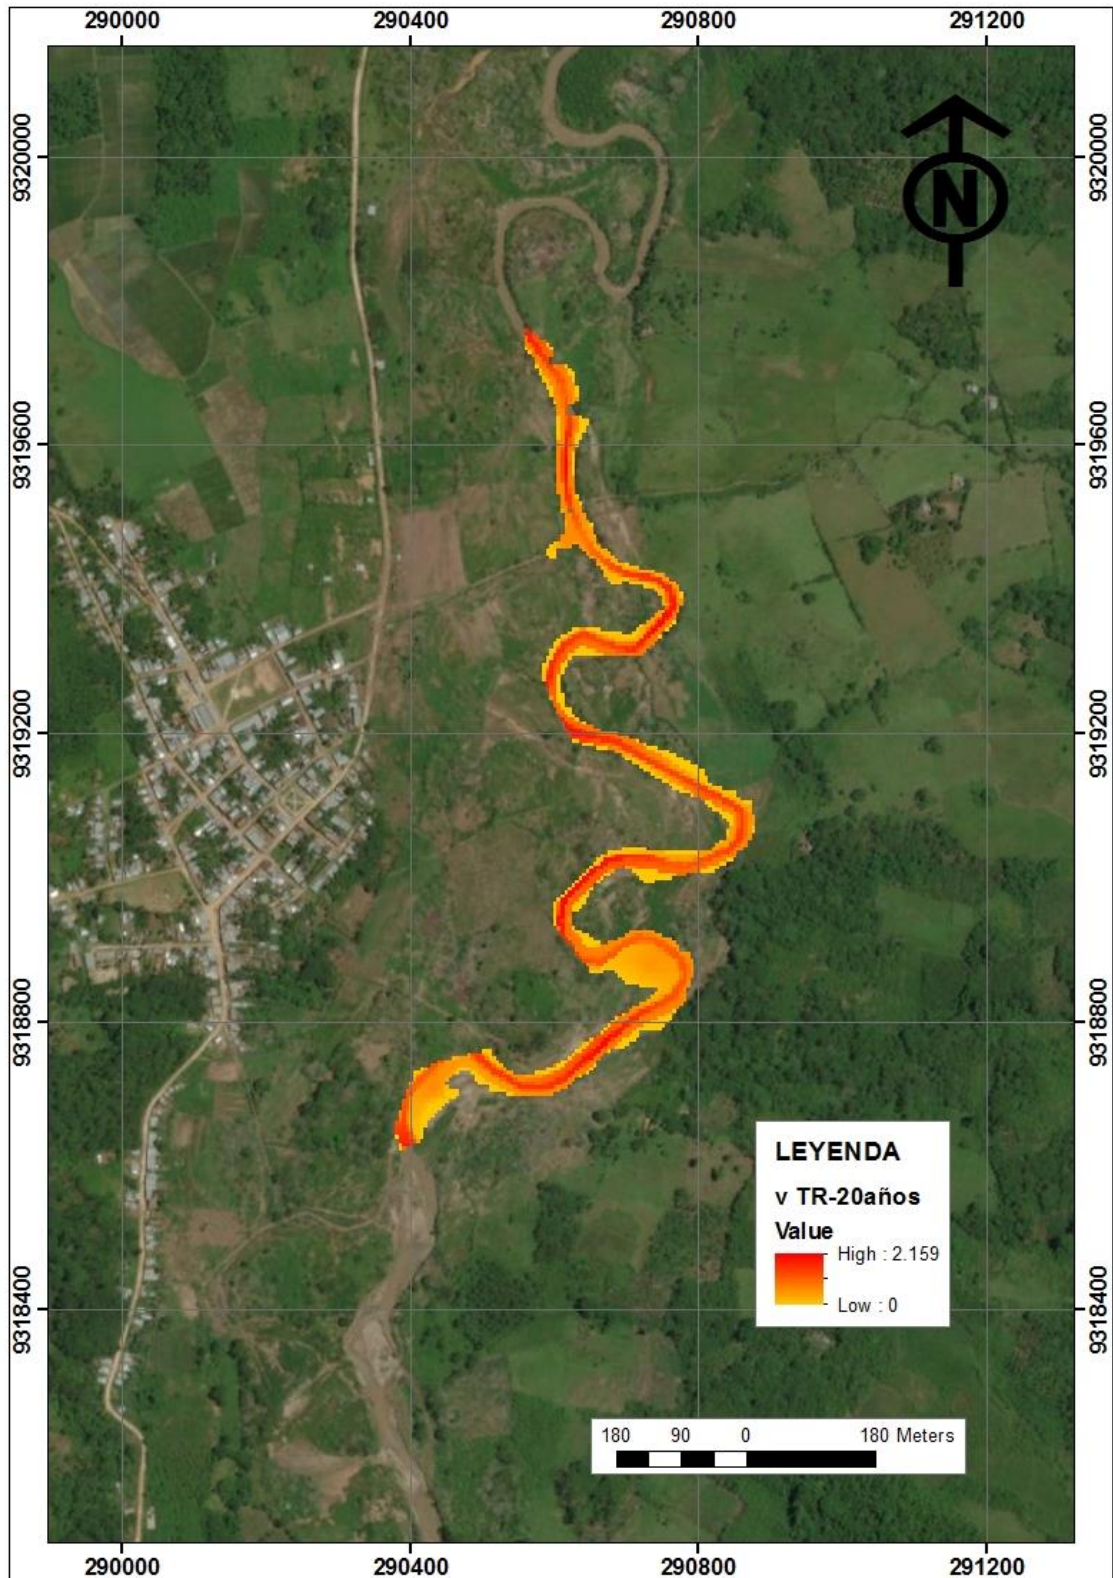 290000 290400 290800 291200
9320000 9320000
N
9319600 9319600
9319200 9319200
9318800 9318800
LEYENDA
v TR-20años
Value
High : 2.159
Low : 0
9318400 9318400
180 90 0 180 Meters
290000 290400 290800 291200